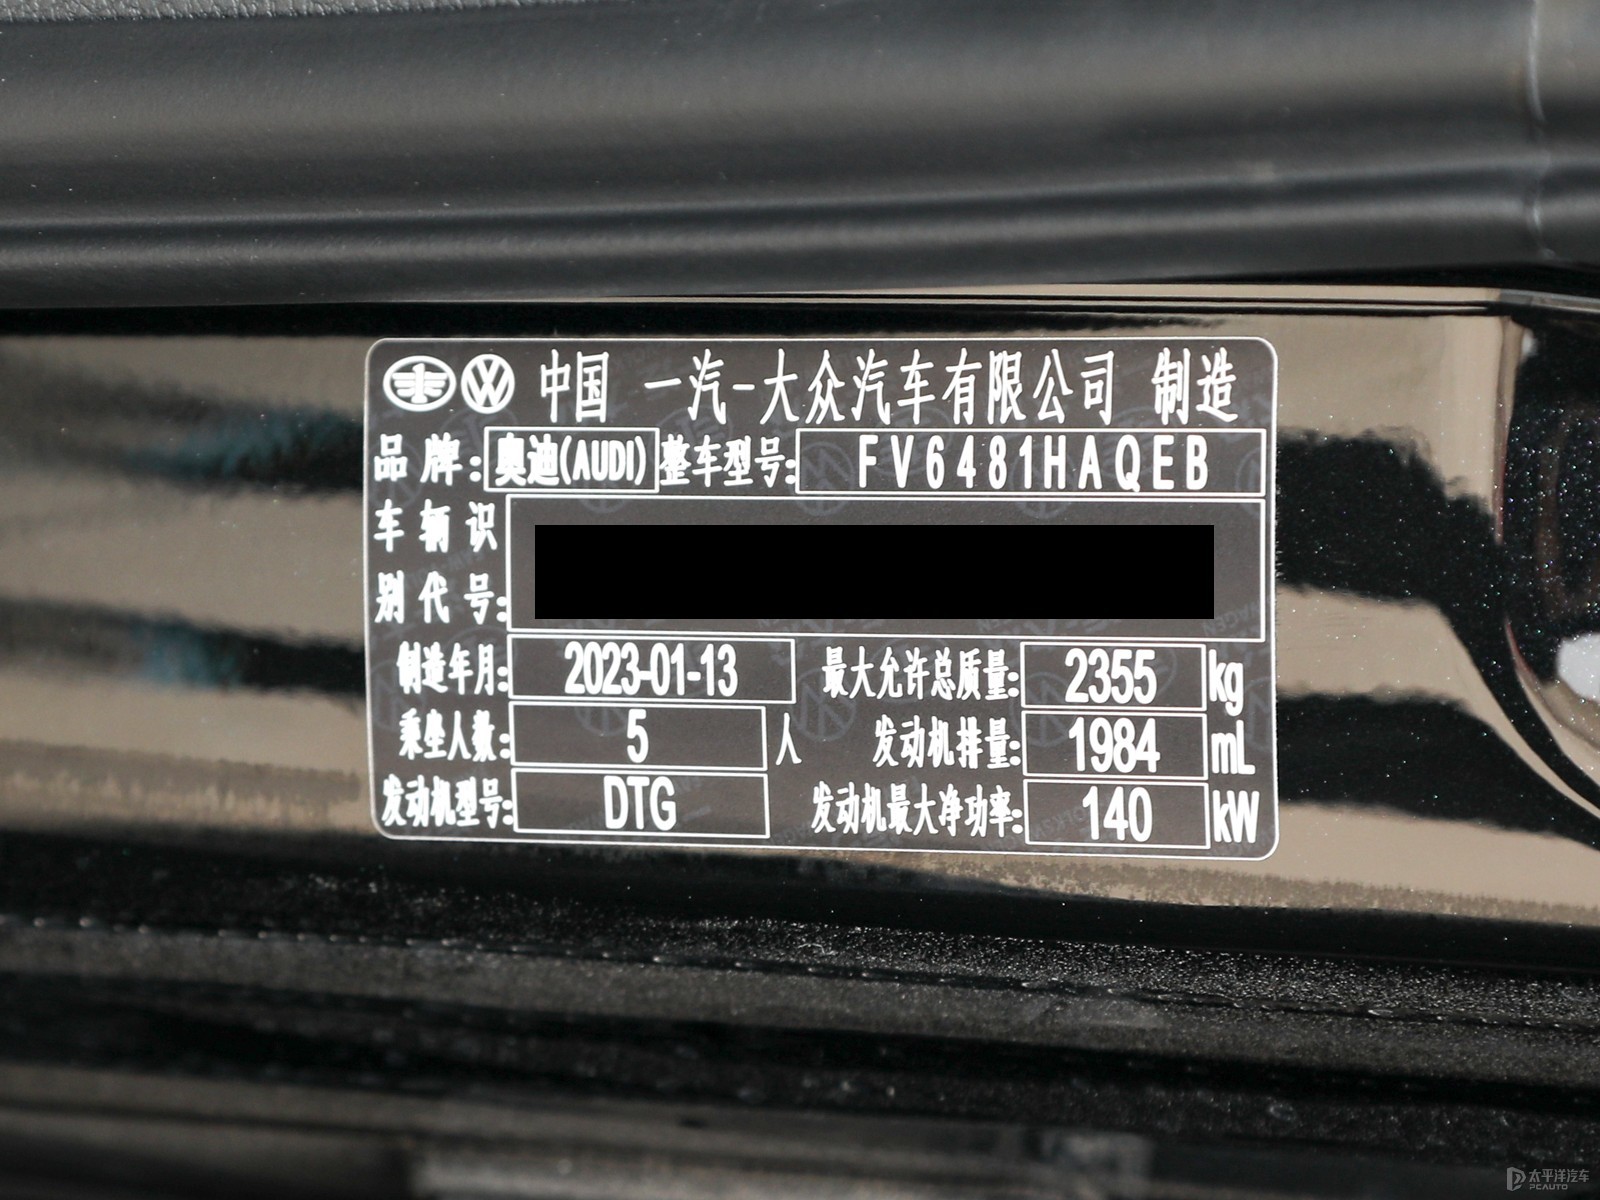 中国 一汽-大众汽车有限公司 制造
品牌: 奥迪(AUDI) 整车型号: FV6481HAQEB
车辆识
别代号:
制造年月: 2023-01-13 最大允许总质量: 2355 kg
乘坐人数: 5 人 发动机排量: 1984 mL
发动机型号: DTG 发动机最大净功率: 140 kW
太平洋汽车
PCAUTO